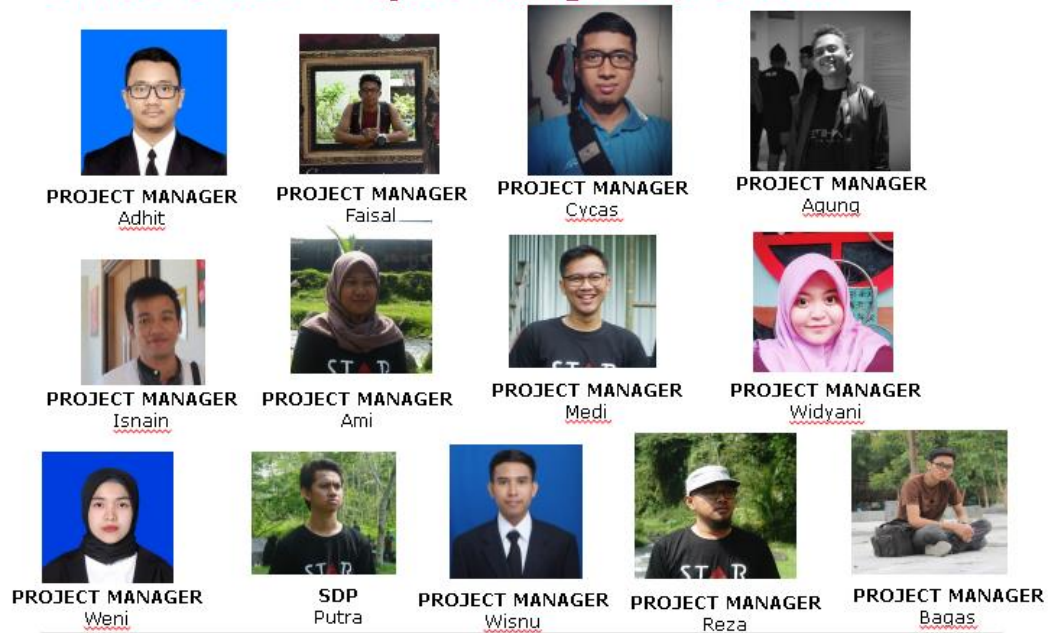 PROJECT MANAGER
Adhit
PROJECT MANAGER
Faisal
PROJECT MANAGER
Cycas
PROJECT MANAGER
Agung
PROJECT MANAGER
Isnain
PROJECT MANAGER
Ami
PROJECT MANAGER
Medi
PROJECT MANAGER
Widyani
PROJECT MANAGER
Weni
SDP
Putra
PROJECT MANAGER
Wisnu
PROJECT MANAGER
Reza
PROJECT MANAGER
Bagas